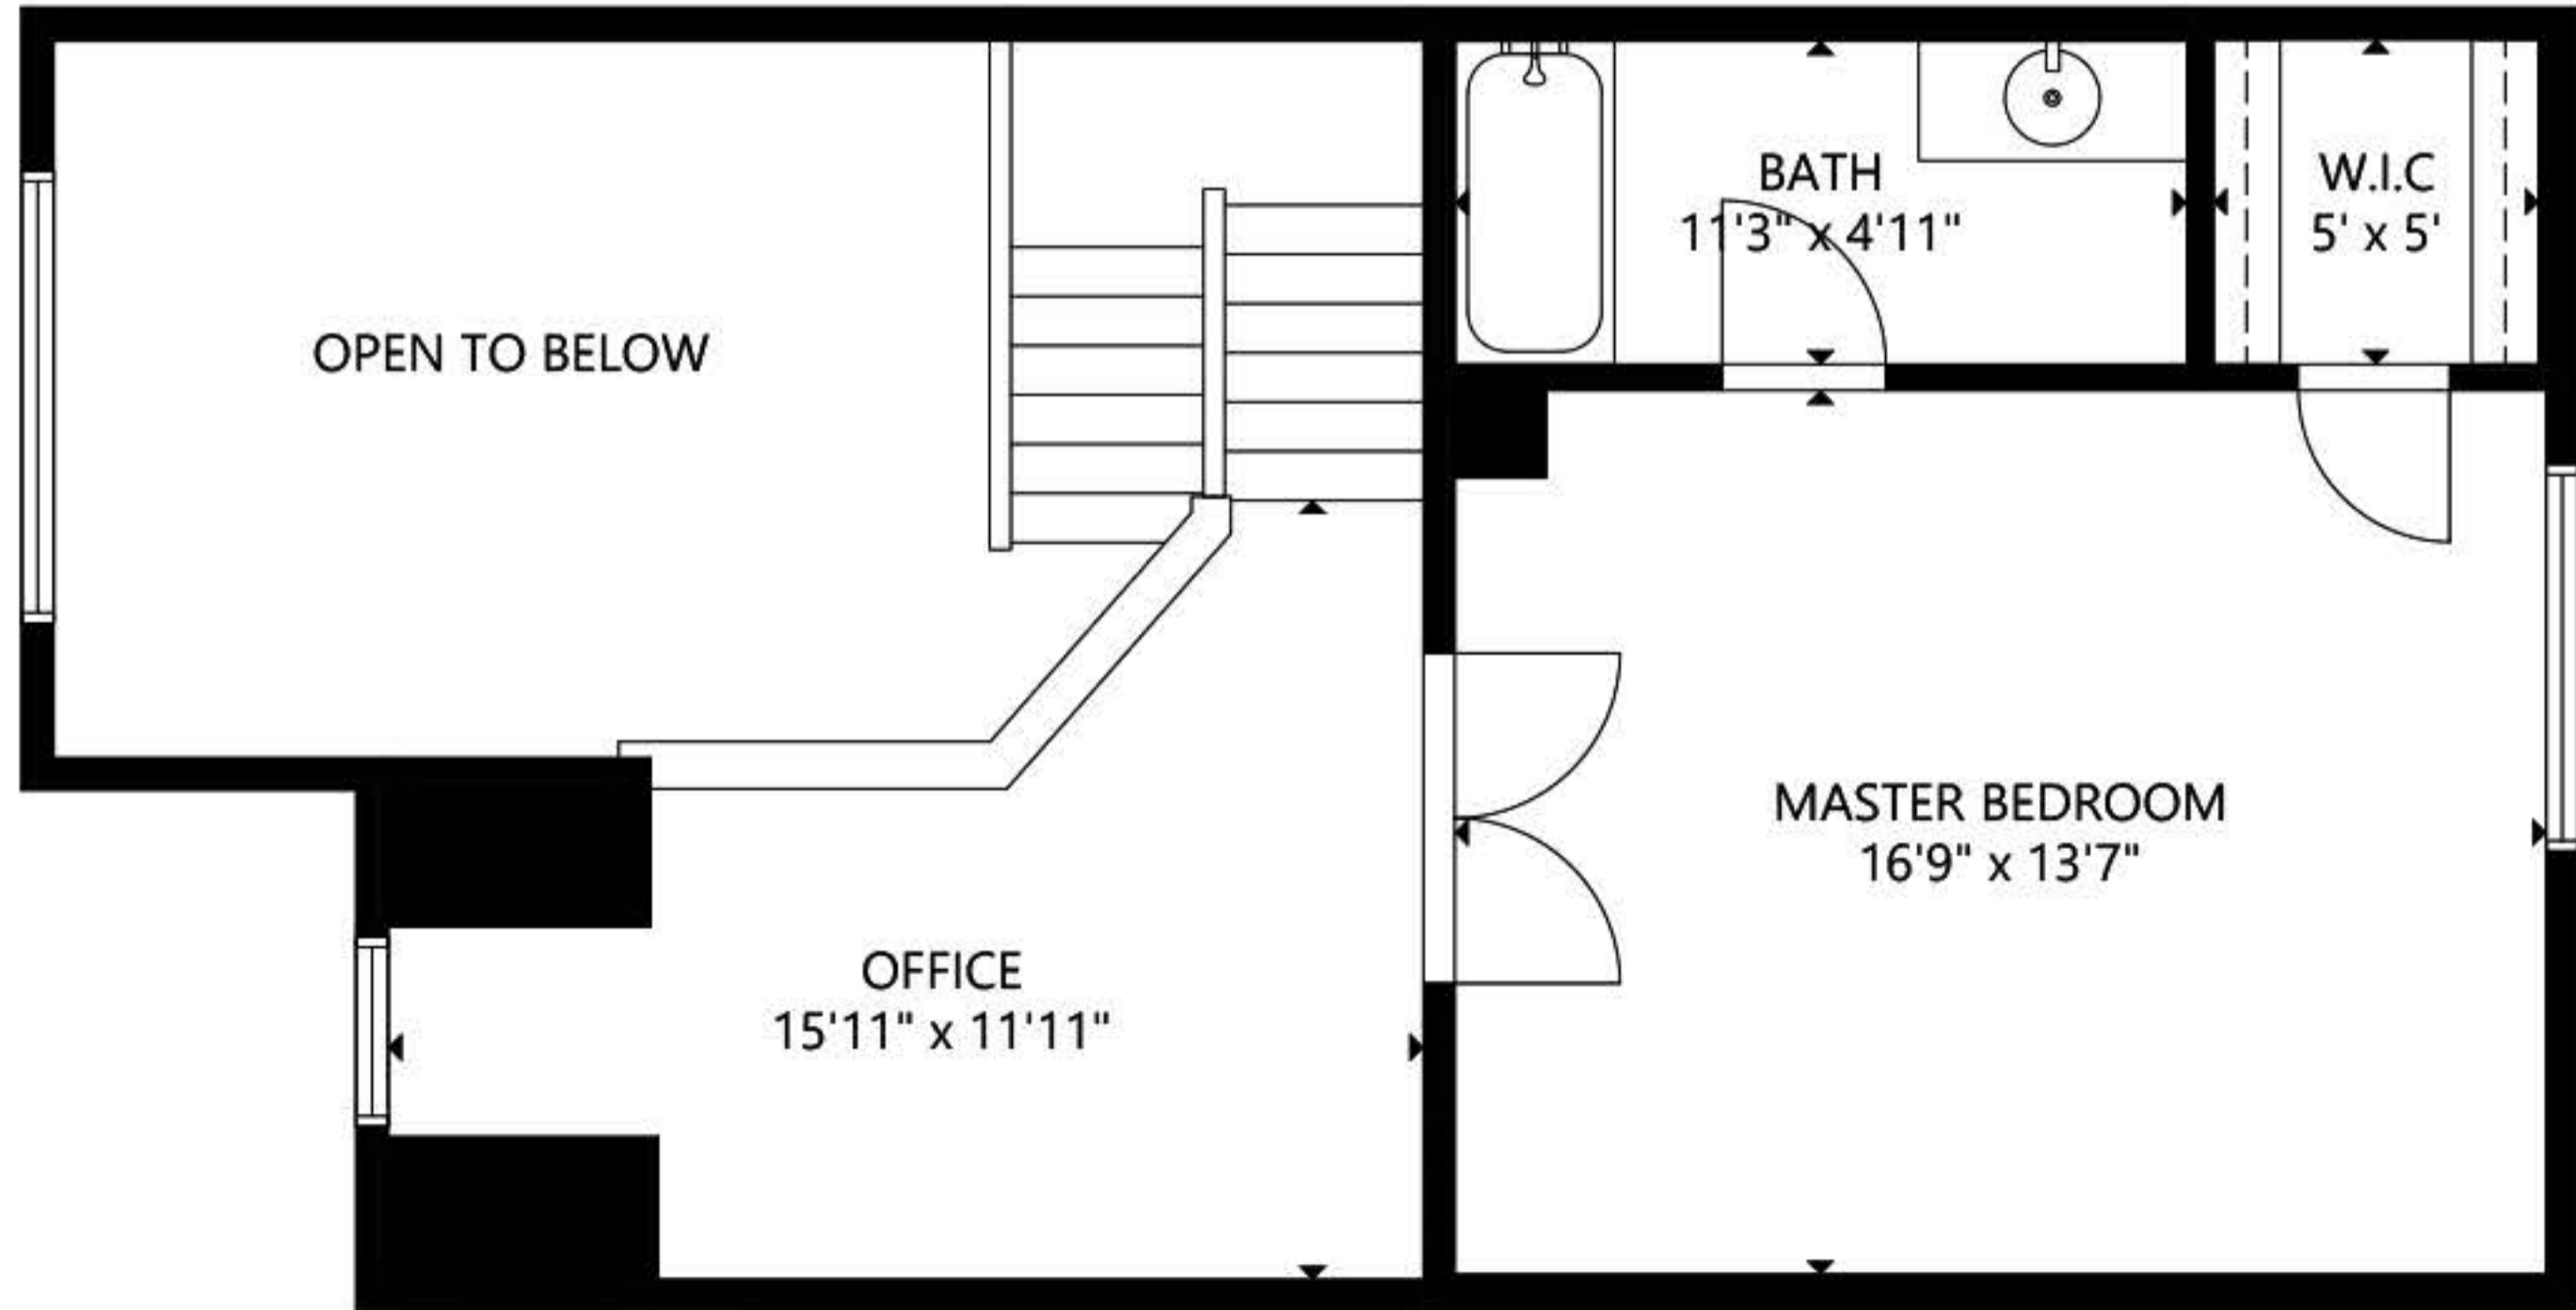 BATH
11'3" x 4'11"
W.I.C
5' x 5'
OPEN TO BELOW
MASTER BEDROOM
16'9" x 13'7"
OFFICE
15'11" x 11'11"